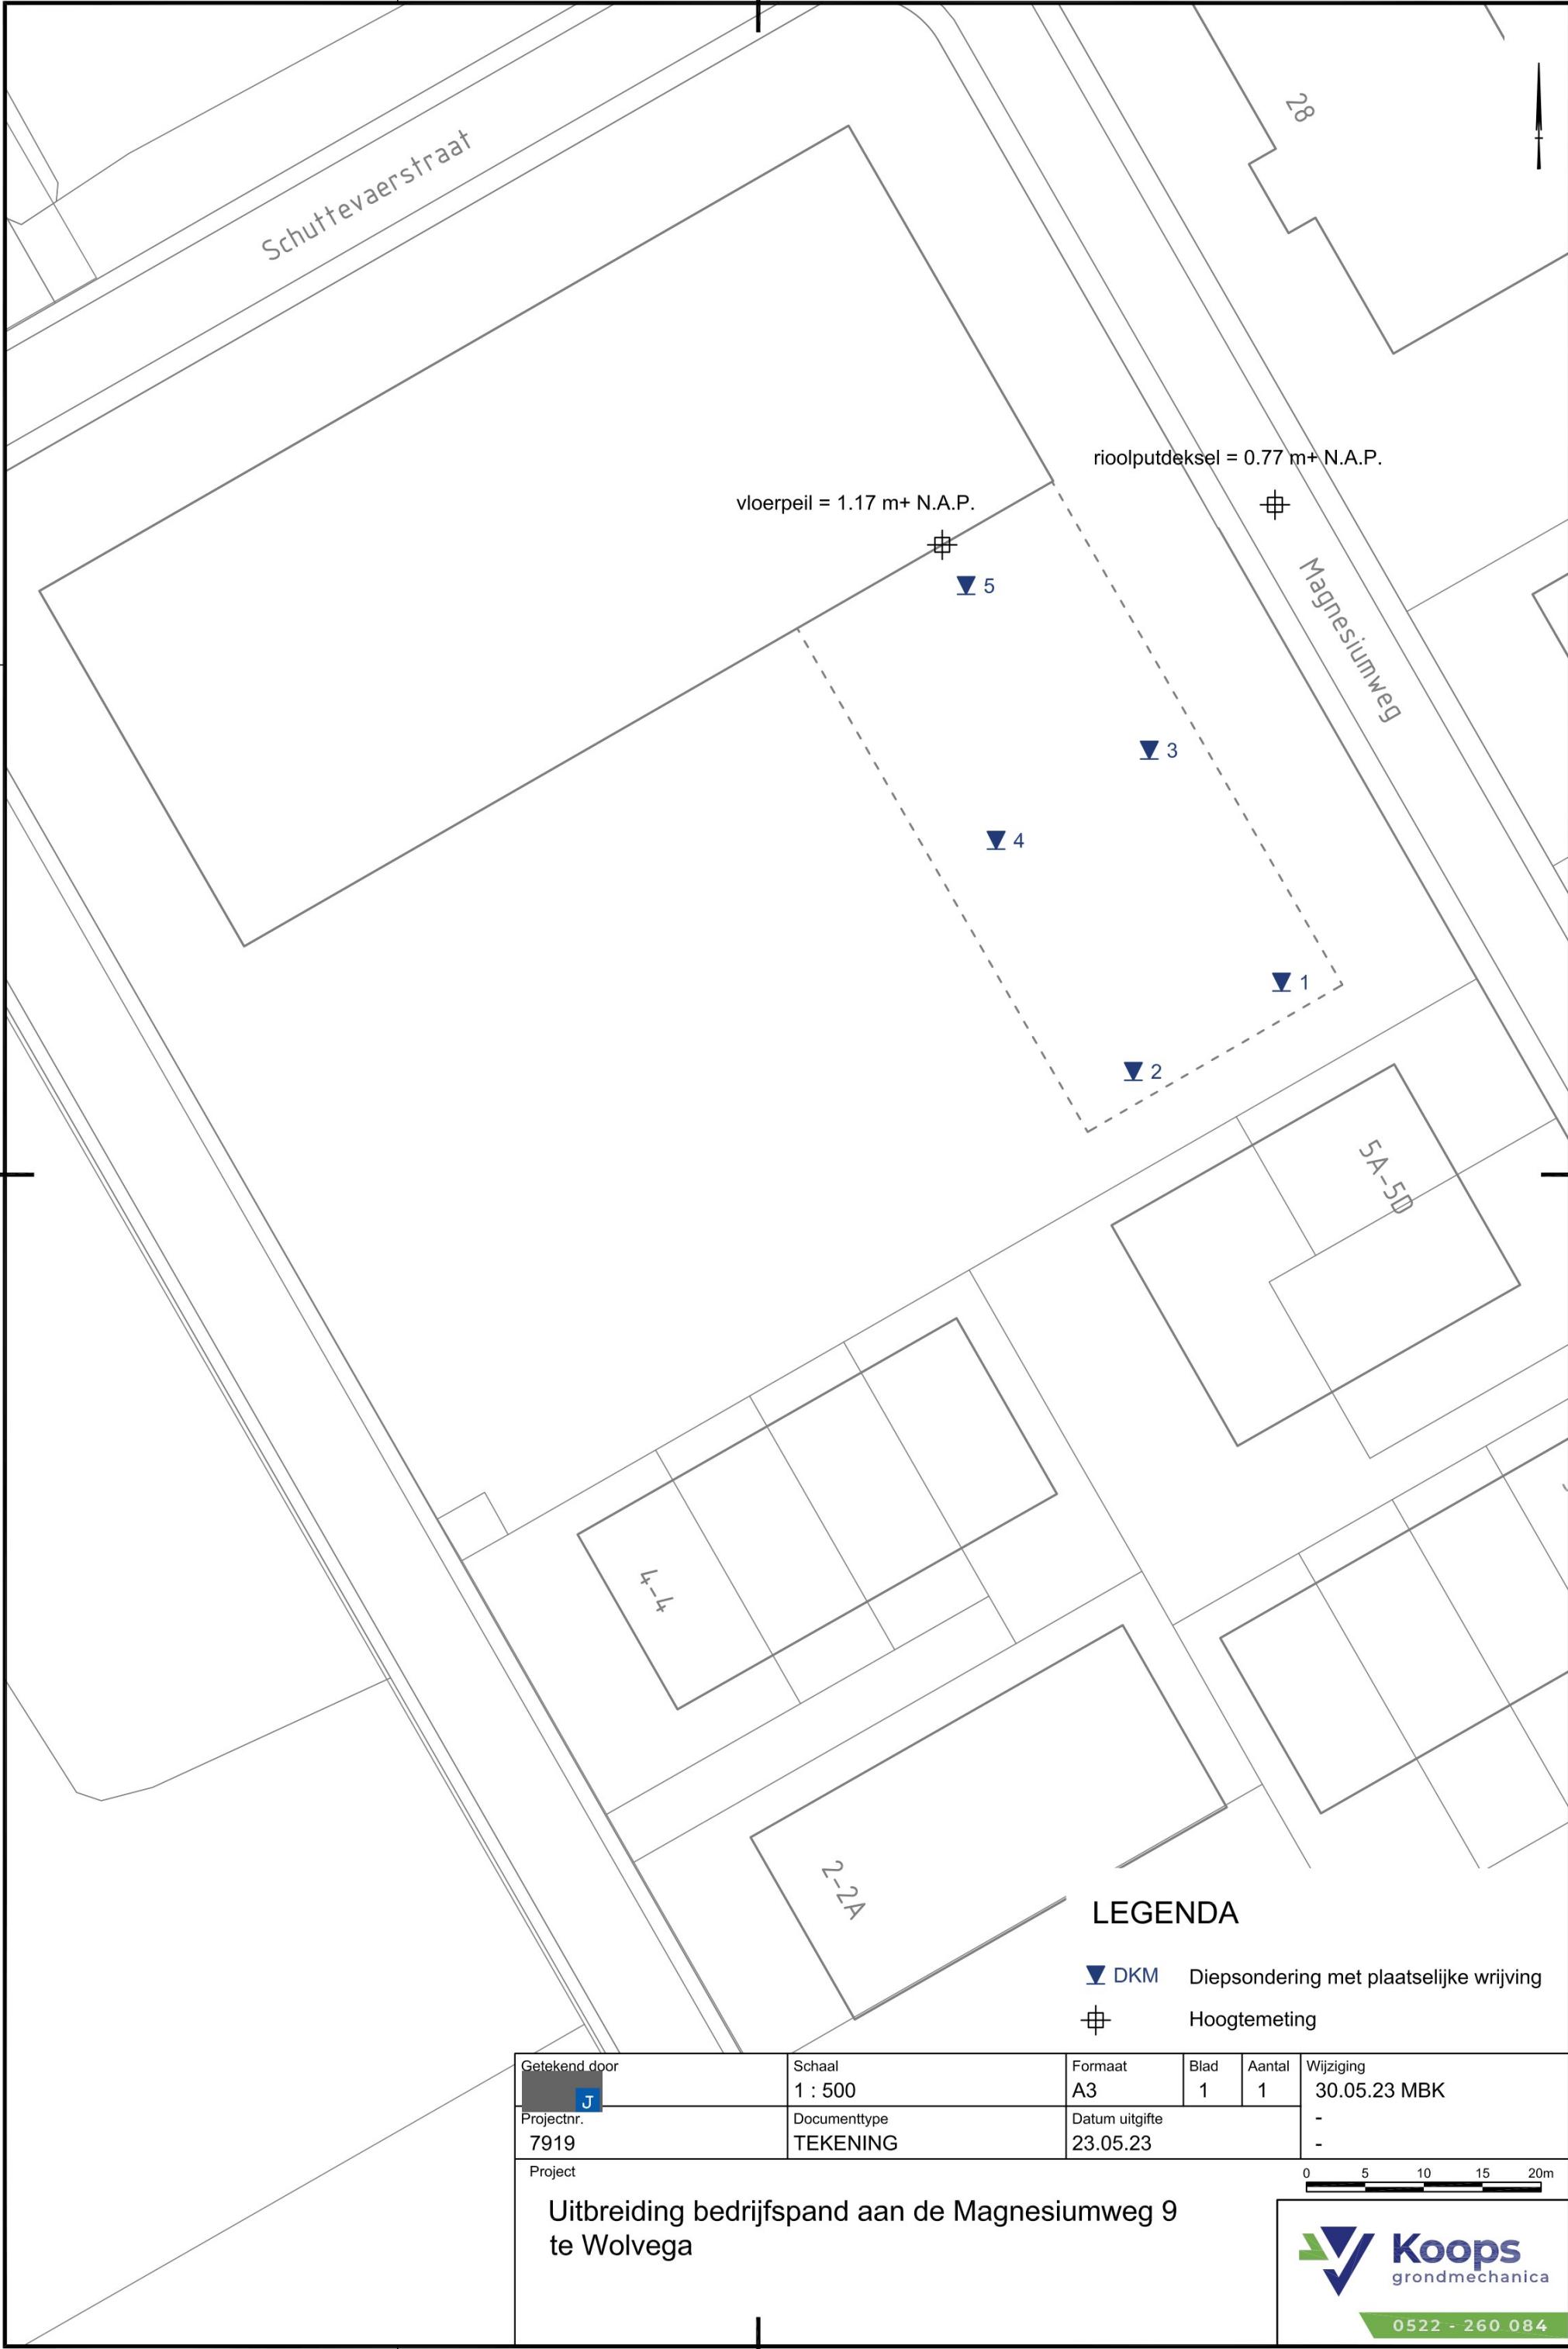 Schuttevaerstraat
28
rioolputdeksel = 0.77 m+ N.A.P.
vloerpeil = 1.17 m+ N.A.P.
5
Magnesiumweg
3
4
1
2
5A-5D
4-4
2-2A
LEGENDA
DKM Diepsondering met plaatselijke wrijving
Hoogtemeting
Getekend door
J
Schaal
1 : 500
Formaat
A3
Blad
1
Aantal
1
Wijziging
30.05.23 MBK
-
-
Projectnr.
7919
Documenttype
TEKENING
Datum uitgifte
23.05.23
Project
Uitbreiding bedrijfspand aan de Magnesiumweg 9
te Wolvega
0 5 10 15 20m
Koops
grondmechanica
0522 - 260 084